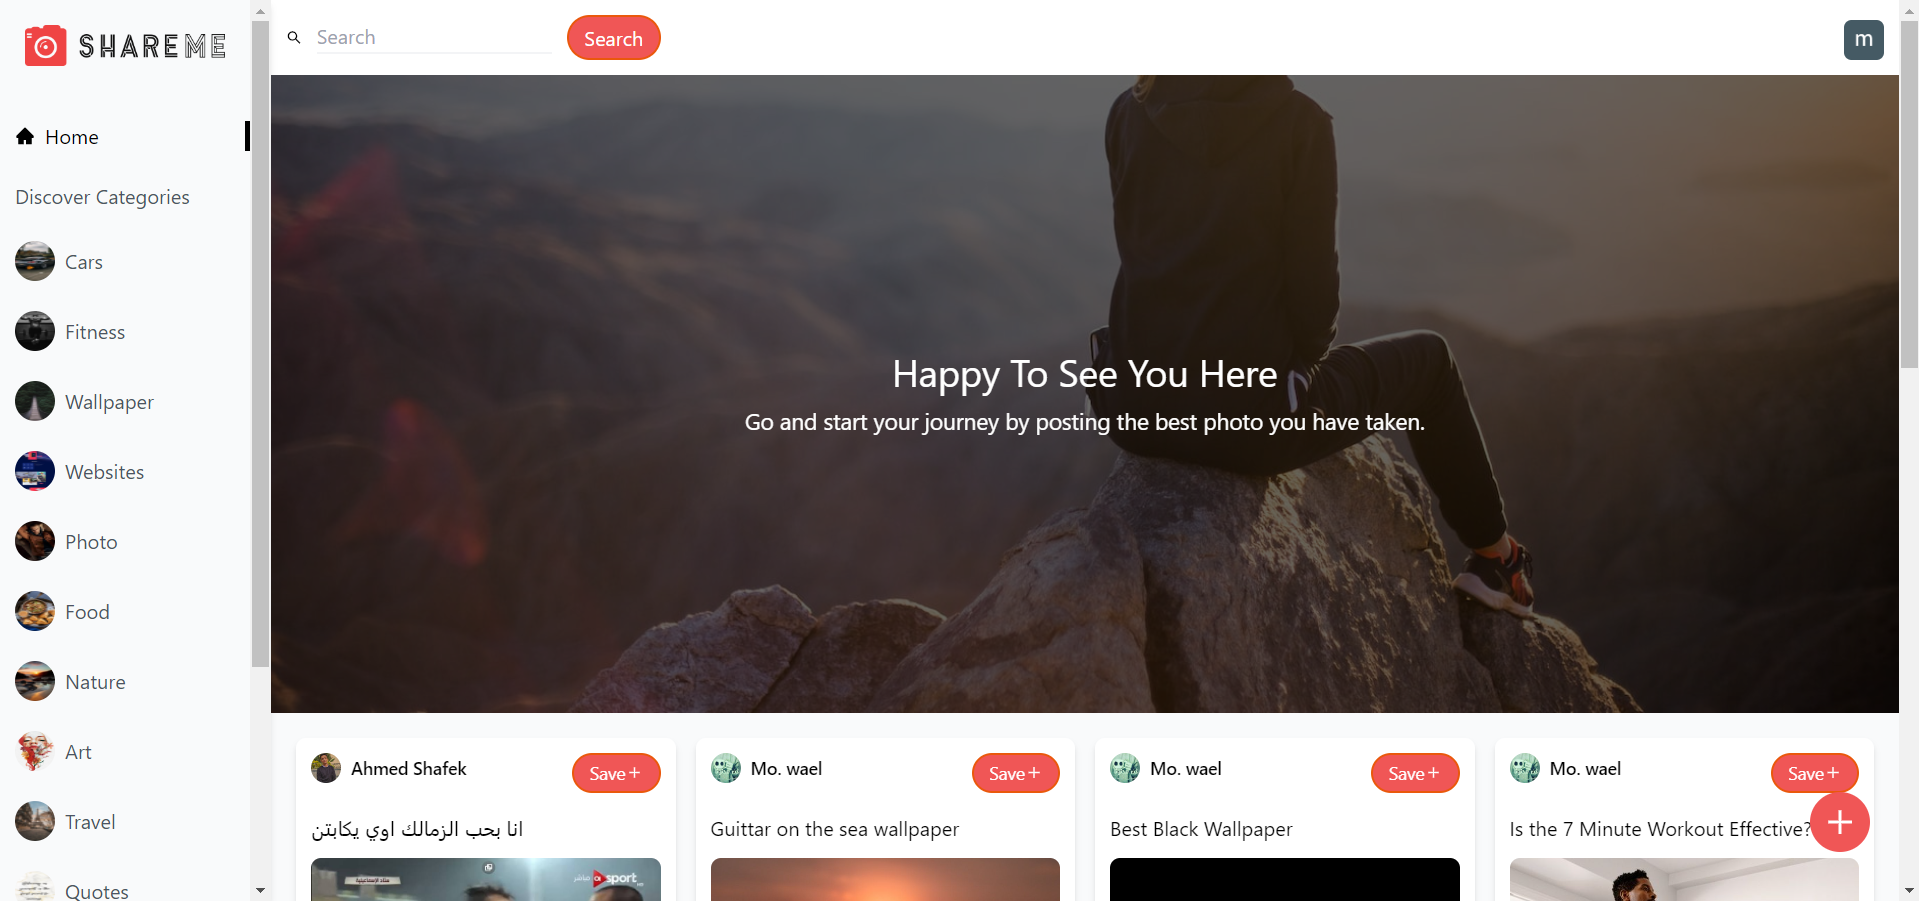 SHAREME
Search
Search
m
Home
Discover Categories
Cars
Fitness
Wallpaper
Websites
Photo
Food
Nature
Art
Travel
Quotes
Happy To See You Here
Go and start your journey by posting the best photo you have taken.
Ahmed Shafek
Save+
انا بحب الزمالك اوي يكابتن
Mo. wael
Save+
Guittar on the sea wallpaper
Mo. wael
Save+
Best Black Wallpaper
Mo. wael
Save+
Is the 7 Minute Workout Effective?
sport